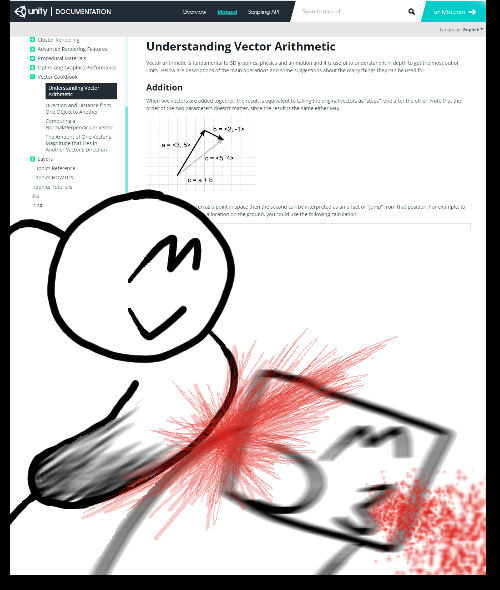 unity | DOCUMENTATION
Overview Manual Scripting API
Search manual...
unity3d.com
Language: English
Cluster Rendering
Advanced Rendering Features
Procedural Materials
Optimizing Graphics Performance
Vector Cookbook
Understanding Vector
Arithmetic
Direction and Distance from
One Object to Another
Computing a
Normal/Perpendicular vector
The Amount of One Vector's
Magnitude that Lies in
Another Vector's Direction
Layers
aphics Reference
aphics HOWTOs
aphics Tutorials
Understanding Vector Arithmetic
Vector arithmetic is fundamental to 3D graphics, physics and animation and it is useful to understand it in depth to get the most out of
Unity. Below are descriptions of the main operations and some suggestions about the many things they can be used for.
Addition
When two vectors are added together, the result is equivalent to taking the original vectors as "steps", one after the other. Note that the
order of the two parameters doesn't matter, since the result is the same either way.
b = <2, -1>
a = <3, 5>
c = <5, 4>
c = a + b
en as a point in space then the second can be interpreted as an offset or "jump" from that position. For example, to
a location on the ground, you could use the following calculation: